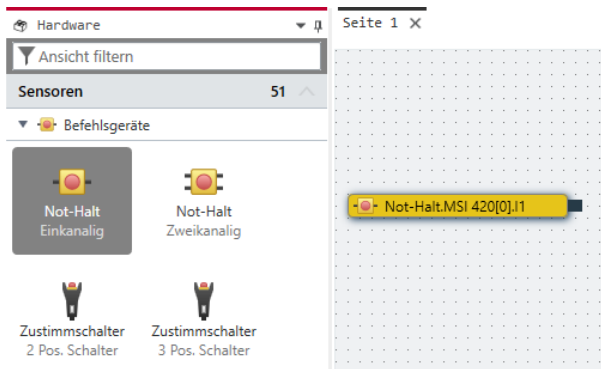 Hardware
Seite 1
Ansicht filtern
Sensoren 51
Befehlsgeräte
Not-Halt
Einkanalig
Not-Halt
Zweikanalig
Not-Halt.MSI 420[0].I1
Zustimmschalter
2 Pos. Schalter
Zustimmschalter
3 Pos. Schalter